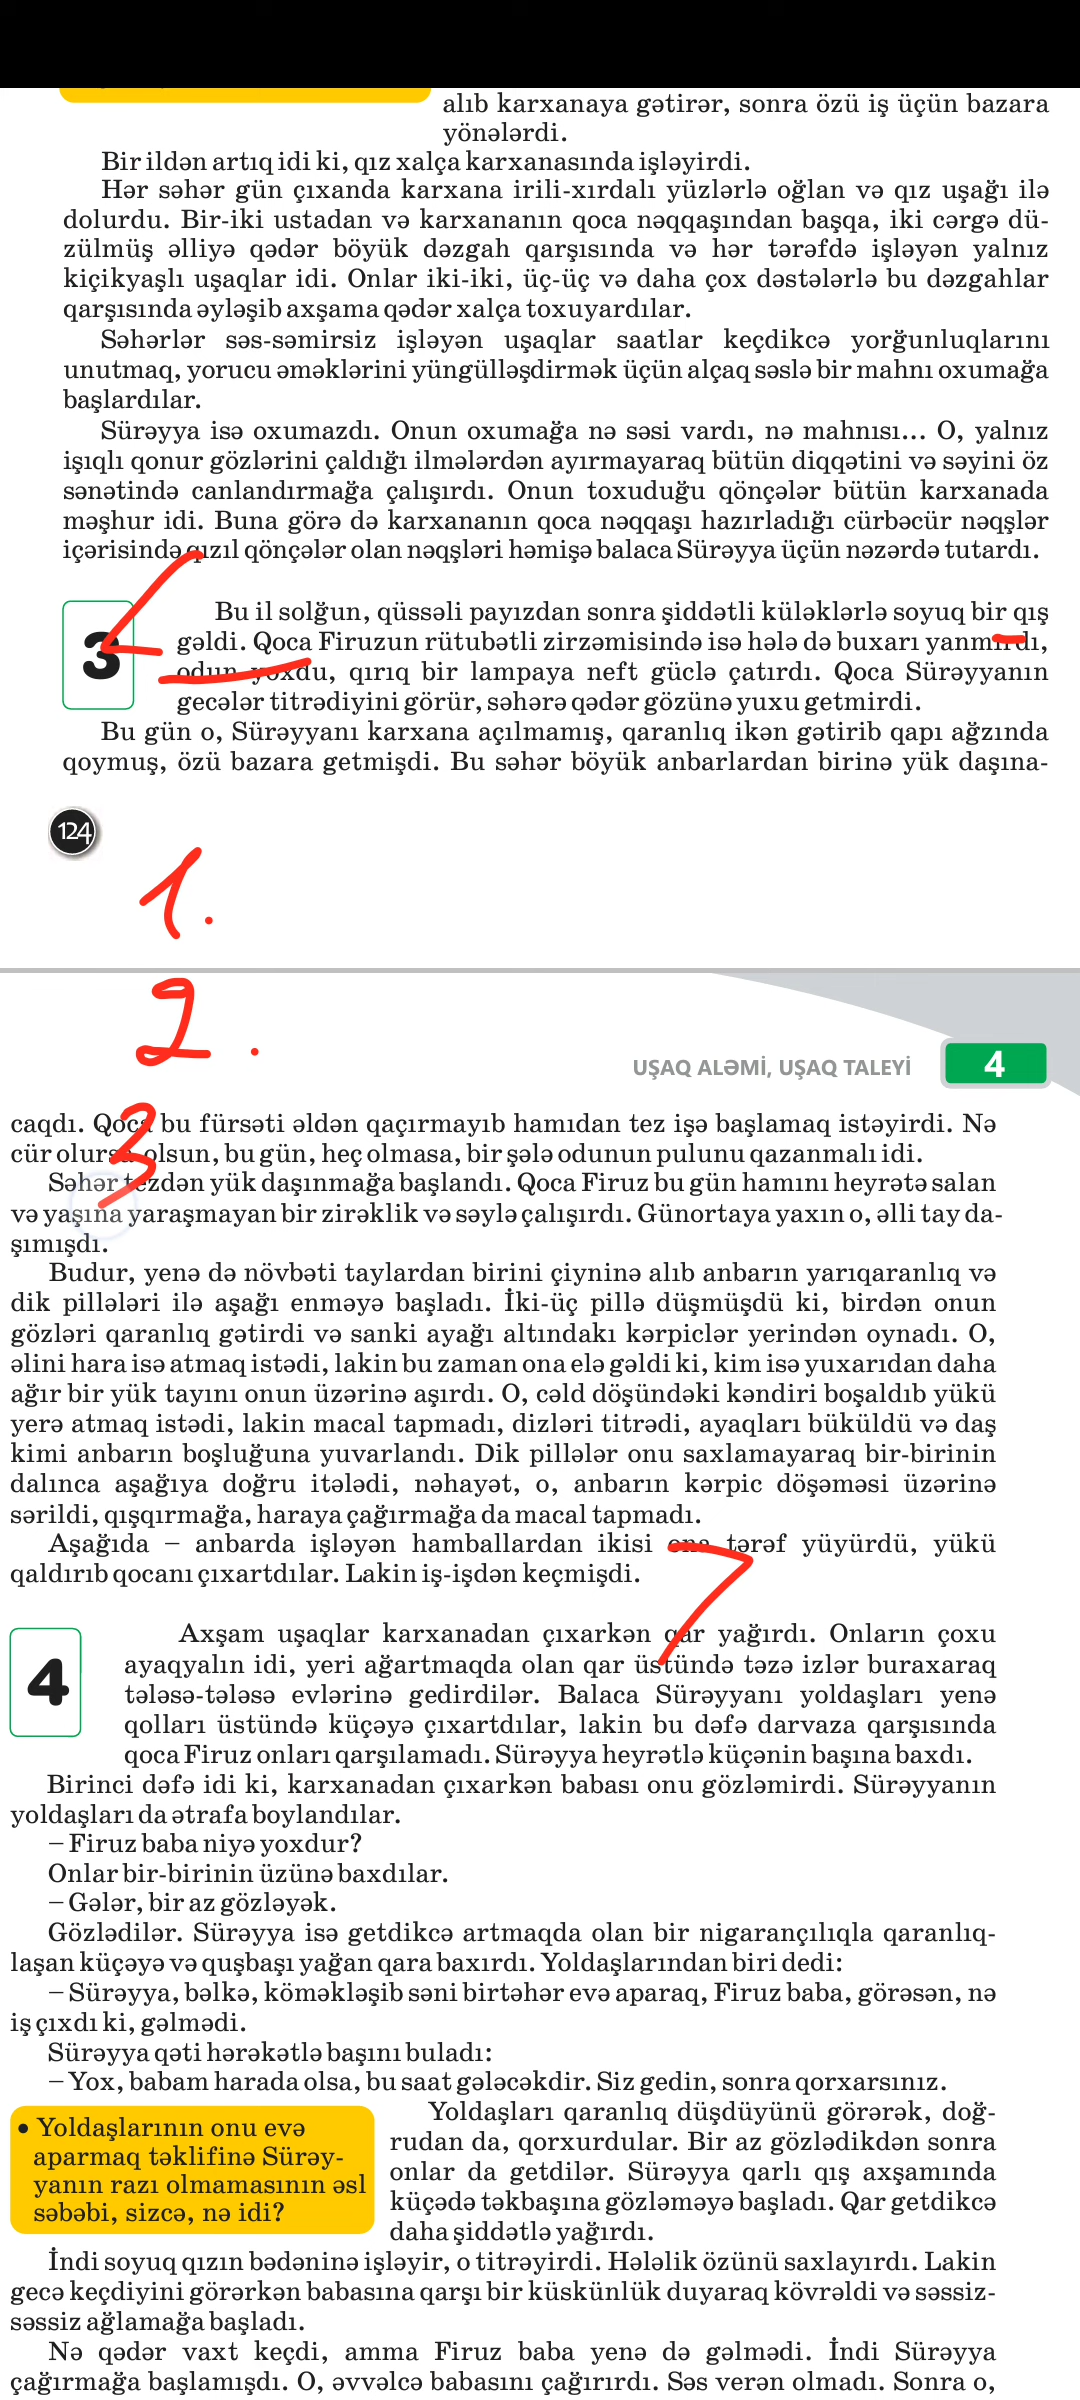 alıb karxanaya gətirər, sonra özü iş üçün bazara
yönələrdi.
Bir ildən artıq idi ki, qız xalça karxanasında işləyirdi.
Hər səhər gün çıxanda karxana irili-xırdalı yüzlərlə oğlan və qız uşağı ilə
dolurdu. Bir-iki ustadan və karxananın qoca nəqqaşından başqa, iki cərgə dü-
zülmüş əlliyə qədər böyük dəzgah qarşısında və hər tərəfdə işləyən yalnız
kiçikyaşlı uşaqlar idi. Onlar iki-iki, üç-üç və daha çox dəstələrlə bu dəzgahlar
qarşısında əyləşib axşama qədər xalça toxuyardılar.
Səhərlər səs-səmirsiz işləyən uşaqlar saatlar keçdikcə yorğunluqlarını
unutmaq, yorucu əməklərini yüngülləşdirmək üçün alçaq səslə bir mahnı oxumağa
başlardılar.
Sürəyya isə oxumazdı. Onun oxumağa nə səsi vardı, nə mahnısı... O, yalnız
işıqlı qonur gözlərini çaldığı ilmələrdən ayırmayaraq bütün diqqətini və səyini öz
sənətində canlandırmağa çalışırdı. Onun toxuduğu qönçələr bütün karxanada
məşhur idi. Buna görə də karxananın qoca nəqqaşı hazırladığı cürbəcür nəqşlər
içərisində qızıl qönçələr olan nəqşləri həmişə balaca Sürəyya üçün nəzərdə tutardı.
3
Bu il solğun, qüssəli payızdan sonra şiddətli küləklərlə soyuq bir qış
gəldi. Qoca Firuzun rütubətli zirzəmisində isə hələ də buxarı yanmırdı,
odun yoxdu, qırıq bir lampaya neft güclə çatırdı. Qoca Sürəyyanın
gecələr titrədiyini görür, səhərə qədər gözünə yuxu getmirdi.
Bu gün o, Sürəyyanı karxana açılmamış, qaranlıq ikən gətirib qapı ağzında
qoymuş, özü bazara getmişdi. Bu səhər böyük anbarlardan birinə yük daşına-
124
1.
2.
UŞAQ ALƏMİ, UŞAQ TALEYİ 4
3
caqdı. Qoca bu fürsəti əldən qaçırmayıb hamıdan tez işə başlamaq istəyirdi. Nə
cür olursa olsun, bu gün, heç olmasa, bir şələ odunun pulunu qazanmalı idi.
Səhər tezdən yük daşınmağa başlandı. Qoca Firuz bu gün hamını heyrətə salan
və yaşına yaraşmayan bir zirəklik və səylə çalışırdı. Günortaya yaxın o, əlli tay da-
şımışdı.
Budur, yenə də növbəti taylardan birini çiyninə alıb anbarın yarıqaranlıq və
dik pillələri ilə aşağı enməyə başladı. İki-üç pillə düşmüşdü ki, birdən onun
gözləri qaranlıq gətirdi və sanki ayağı altındakı kərpiclər yerindən oynadı. O,
əlini hara isə atmaq istədi, lakin bu zaman ona elə gəldi ki, kim isə yuxarıdan daha
ağır bir yük tayını onun üzərinə aşırdı. O, cəld döşündəki kəndiri boşaldıb yükü
yerə atmaq istədi, lakin macal tapmadı, dizləri titrədi, ayaqları büküldü və daş
kimi anbarın boşluğuna yuvarlandı. Dik pillələr onu saxlamayaraq bir-birinin
dalınca aşağıya doğru itələdi, nəhayət, o, anbarın kərpic döşəməsi üzərinə
sərildi, qışqırmağa, haraya çağırmağa da macal tapmadı.
Aşağıda – anbarda işləyən hamballardan ikisi ona tərəf yüyürdü, yükü
qaldırıb qocanı çıxartdılar. Lakin iş-işdən keçmişdi.
4
Axşam uşaqlar karxanadan çıxarkən qar yağırdı. Onların çoxu
ayaqyalın idi, yeri ağartmaqda olan qar üstündə təzə izlər buraxaraq
tələsə-tələsə evlərinə gedirdilər. Balaca Sürəyyanı yoldaşları yenə
qolları üstündə küçəyə çıxartdılar, lakin bu dəfə darvaza qarşısında
qoca Firuz onları qarşılamadı. Sürəyya heyrətlə küçənin başına baxdı.
Birinci dəfə idi ki, karxanadan çıxarkən babası onu gözləmirdi. Sürəyyanın
yoldaşları da ətrafa boylandılar.
– Firuz baba niyə yoxdur?
Onlar bir-birinin üzünə baxdılar.
– Gələr, bir az gözləyək.
Gözlədilər. Sürəyya isə getdikcə artmaqda olan bir nigarançılıqla qaranlıq-
laşan küçəyə və quşbaşı yağan qara baxırdı. Yoldaşlarından biri dedi:
– Sürəyya, bəlkə, köməkləşib səni birtəhər evə aparaq, Firuz baba, görəsən, nə
iş çıxdı ki, gəlmədi.
Sürəyya qəti hərəkətlə başını buladı:
– Yox, babam harada olsa, bu saat gələcəkdir. Siz gedin, sonra qorxarsınız.
• Yoldaşlarının onu evə
aparmaq təklifinə Sürəy-
yanın razı olmamasının əsl
səbəbi, sizcə, nə idi?
Yoldaşları qaranlıq düşdüyünü görərək, doğ-
rudan da, qorxurdular. Bir az gözlədikdən sonra
onlar da getdilər. Sürəyya qarlı qış axşamında
küçədə təkbaşına gözləməyə başladı. Qar getdikcə
daha şiddətlə yağırdı.
İndi soyuq qızın bədəninə işləyir, o titrəyirdi. Hələlik özünü saxlayırdı. Lakin
gecə keçdiyini görərkən babasına qarşı bir küskünlük duyaraq kövrəldi və səssiz-
səssiz ağlamağa başladı.
Nə qədər vaxt keçdi, amma Firuz baba yenə də gəlmədi. İndi Sürəyya
çağırmağa başlamışdı. O, əvvəlcə babasını çağırırdı. Səs verən olmadı. Sonra o,